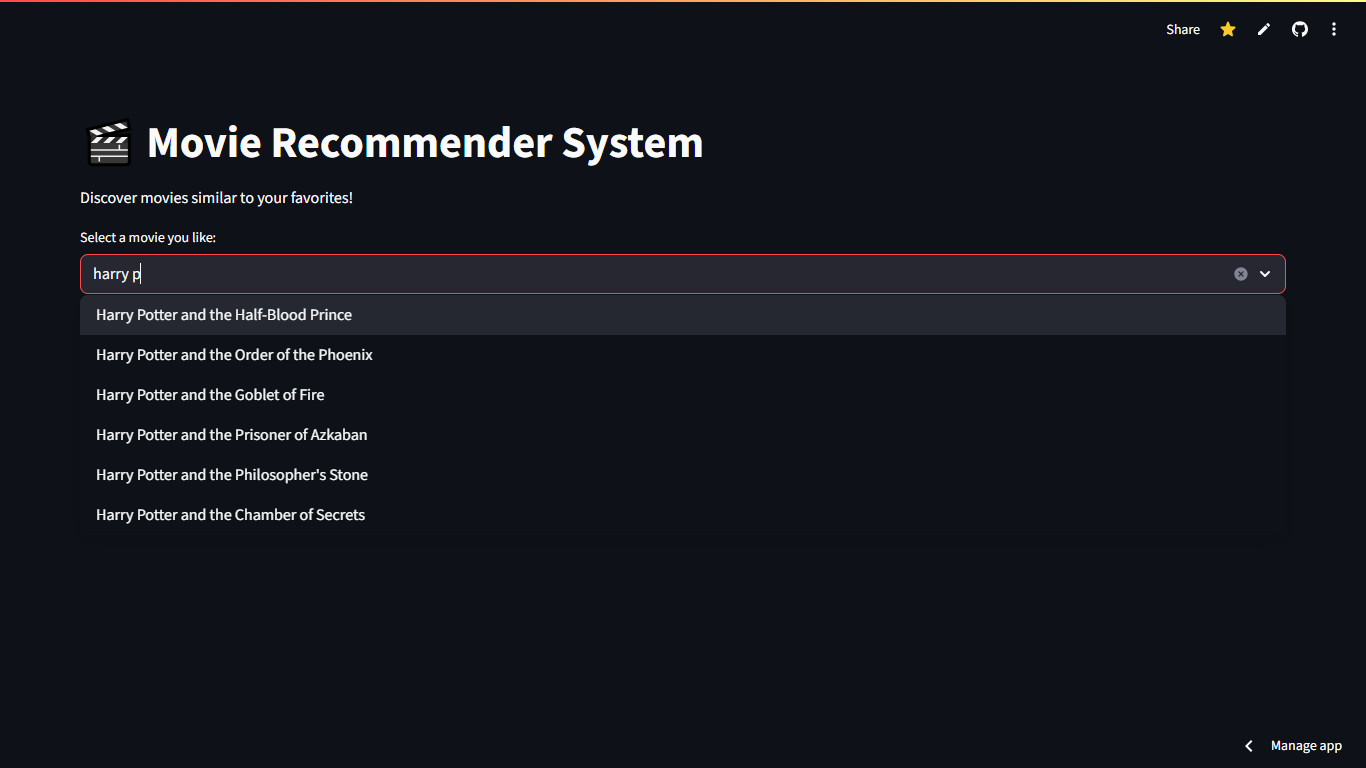 Share
Movie Recommender System
Discover movies similar to your favorites!
Select a movie you like:
harry p
Harry Potter and the Half-Blood Prince
Harry Potter and the Order of the Phoenix
Harry Potter and the Goblet of Fire
Harry Potter and the Prisoner of Azkaban
Harry Potter and the Philosopher's Stone
Harry Potter and the Chamber of Secrets
Manage app